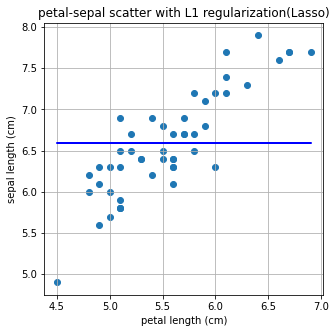 petal-sepal scatter with L1 regularization(Lasso)
8.0
7.5
7.0
6.5
6.0
5.5
5.0
sepal length (cm)
4.5 5.0 5.5 6.0 6.5 7.0
petal length (cm)